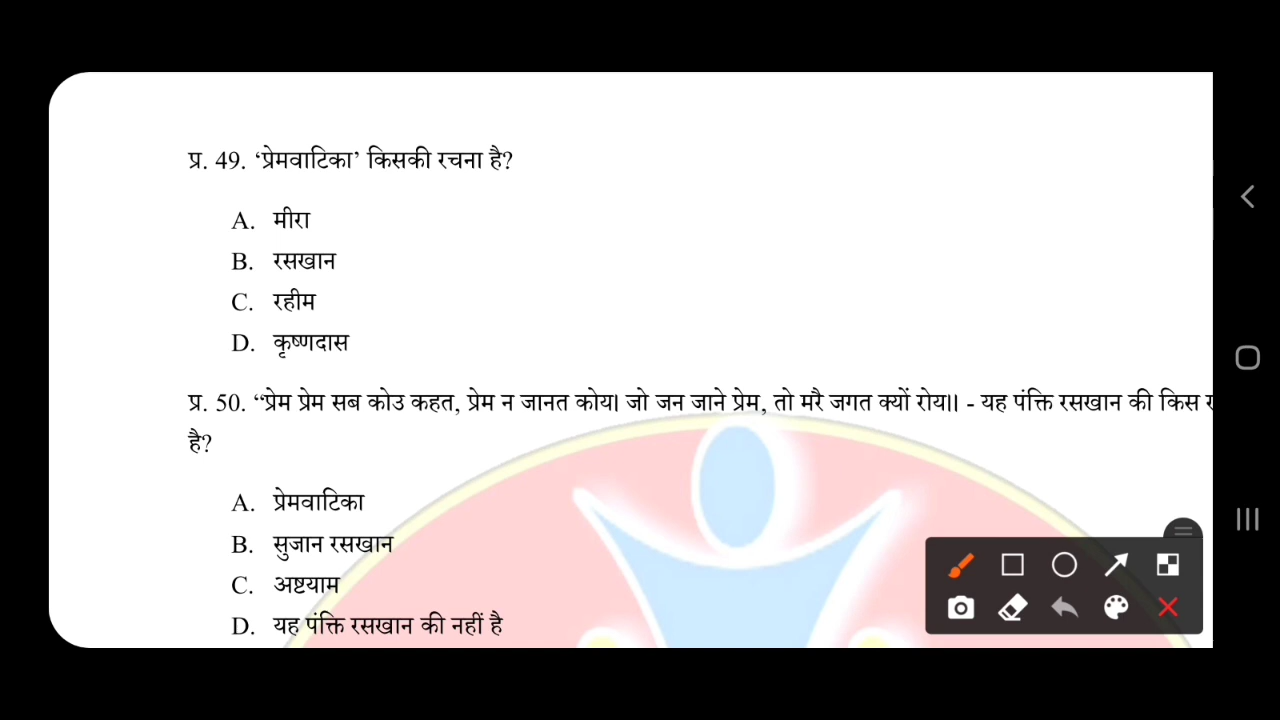 प्र. 49. ‘प्रेमवाटिका’ किसकी रचना है?
A. मीरा
B. रसखान
C. रहीम
D. कृष्णदास
प्र. 50. “प्रेम प्रेम सब कोउ कहत, प्रेम न जानत कोय। जो जन जाने प्रेम, तो मरै जगत क्यों रोय॥ - यह पंक्ति रसखान की किस
है?
A. प्रेमवाटिका
B. सुजान रसखान
C. अष्टयाम
D. यह पंक्ति रसखान की नहीं है